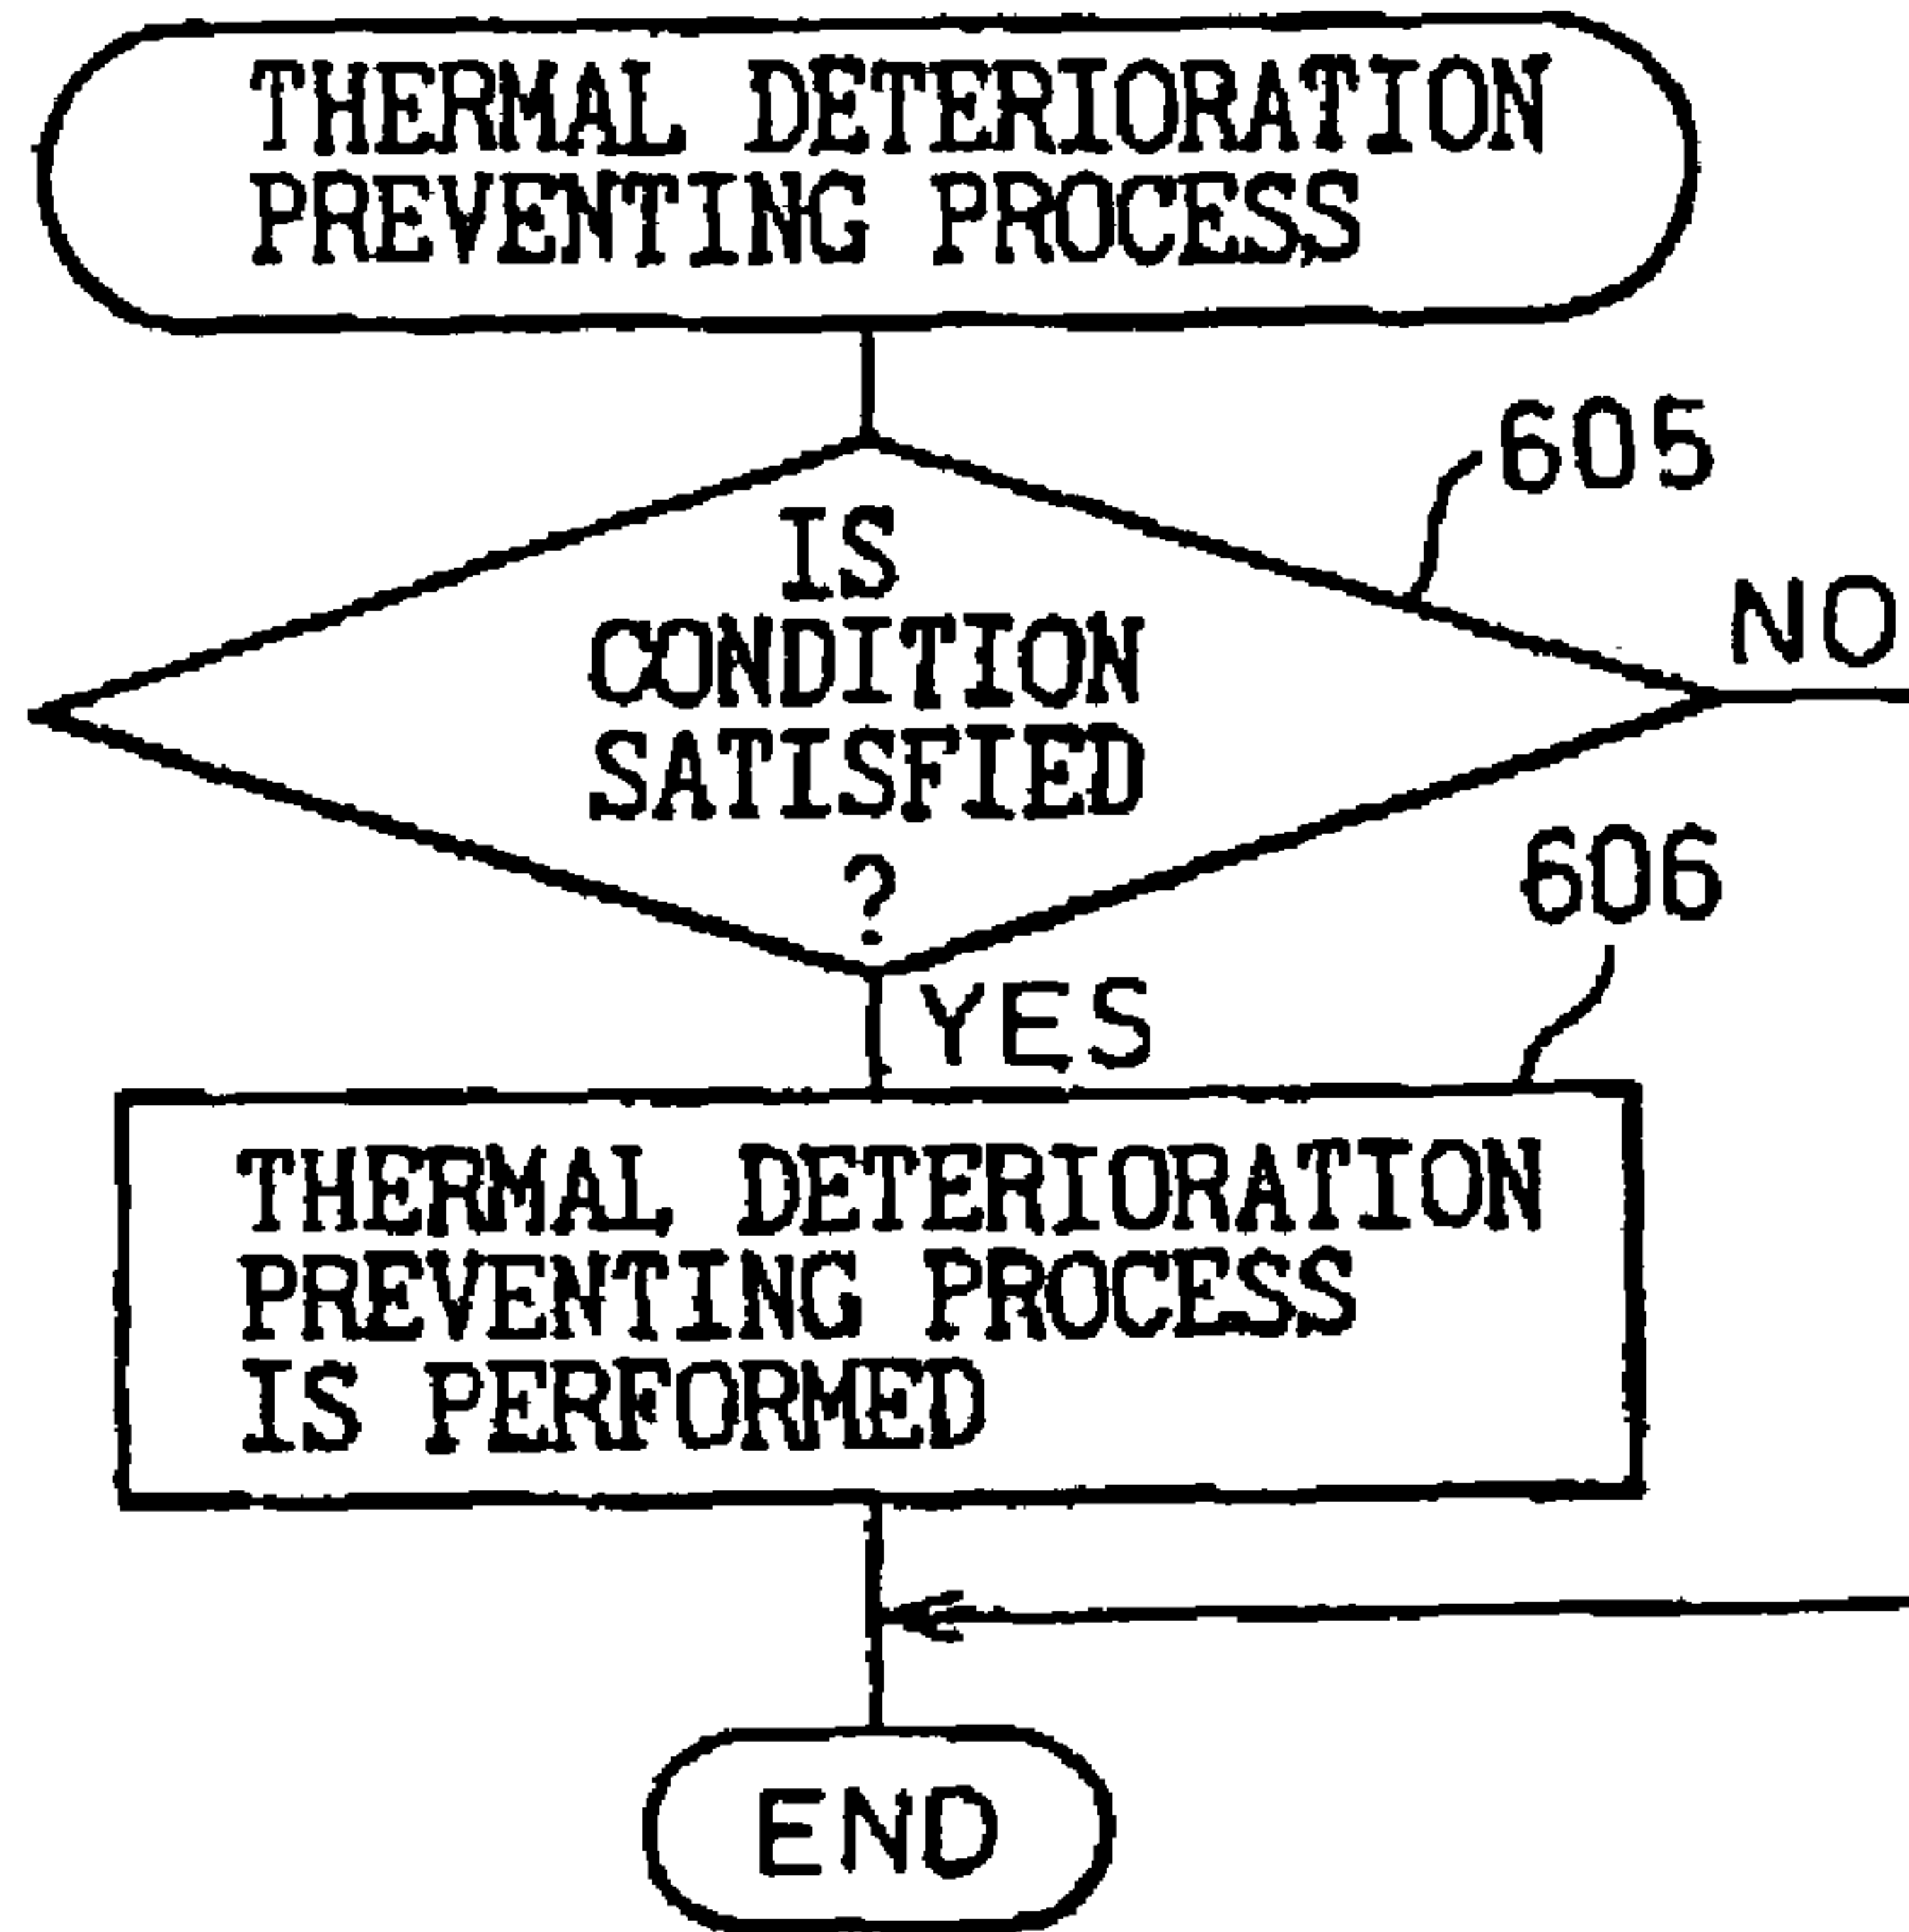 THERMAL DETERIORATION
PREVENTING PROCESS
605
IS
CONDITION
SATISFIED
?
NO
606
YES
THERMAL DETERIORATION
PREVENTING PROCESS
IS PERFORMED
END